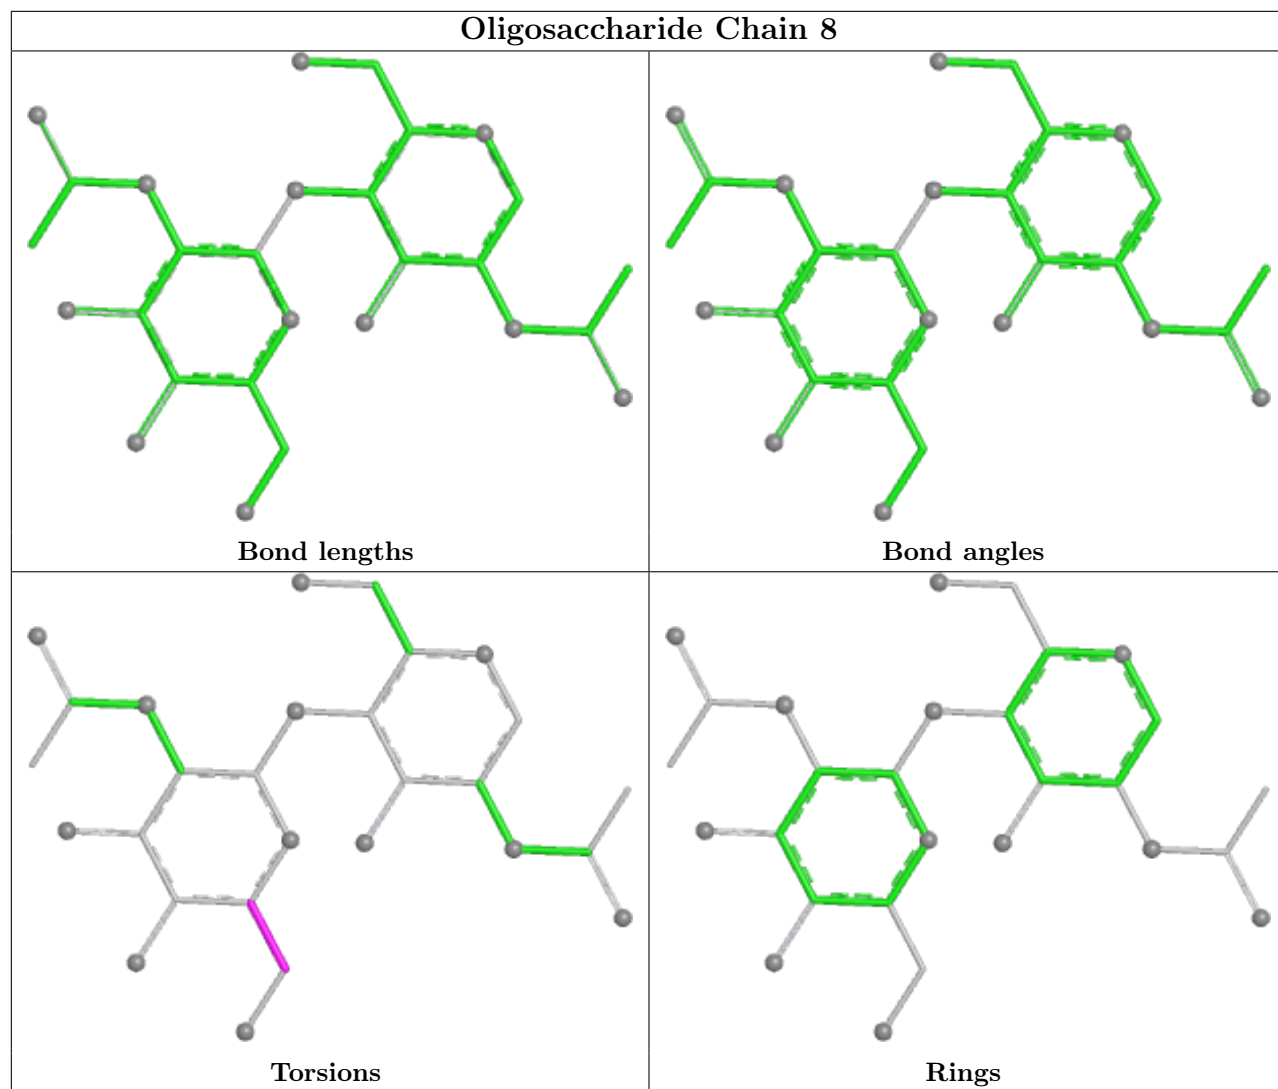 Oligosaccharide Chain 8
Bond lengths
Bond angles
Torsions
Rings